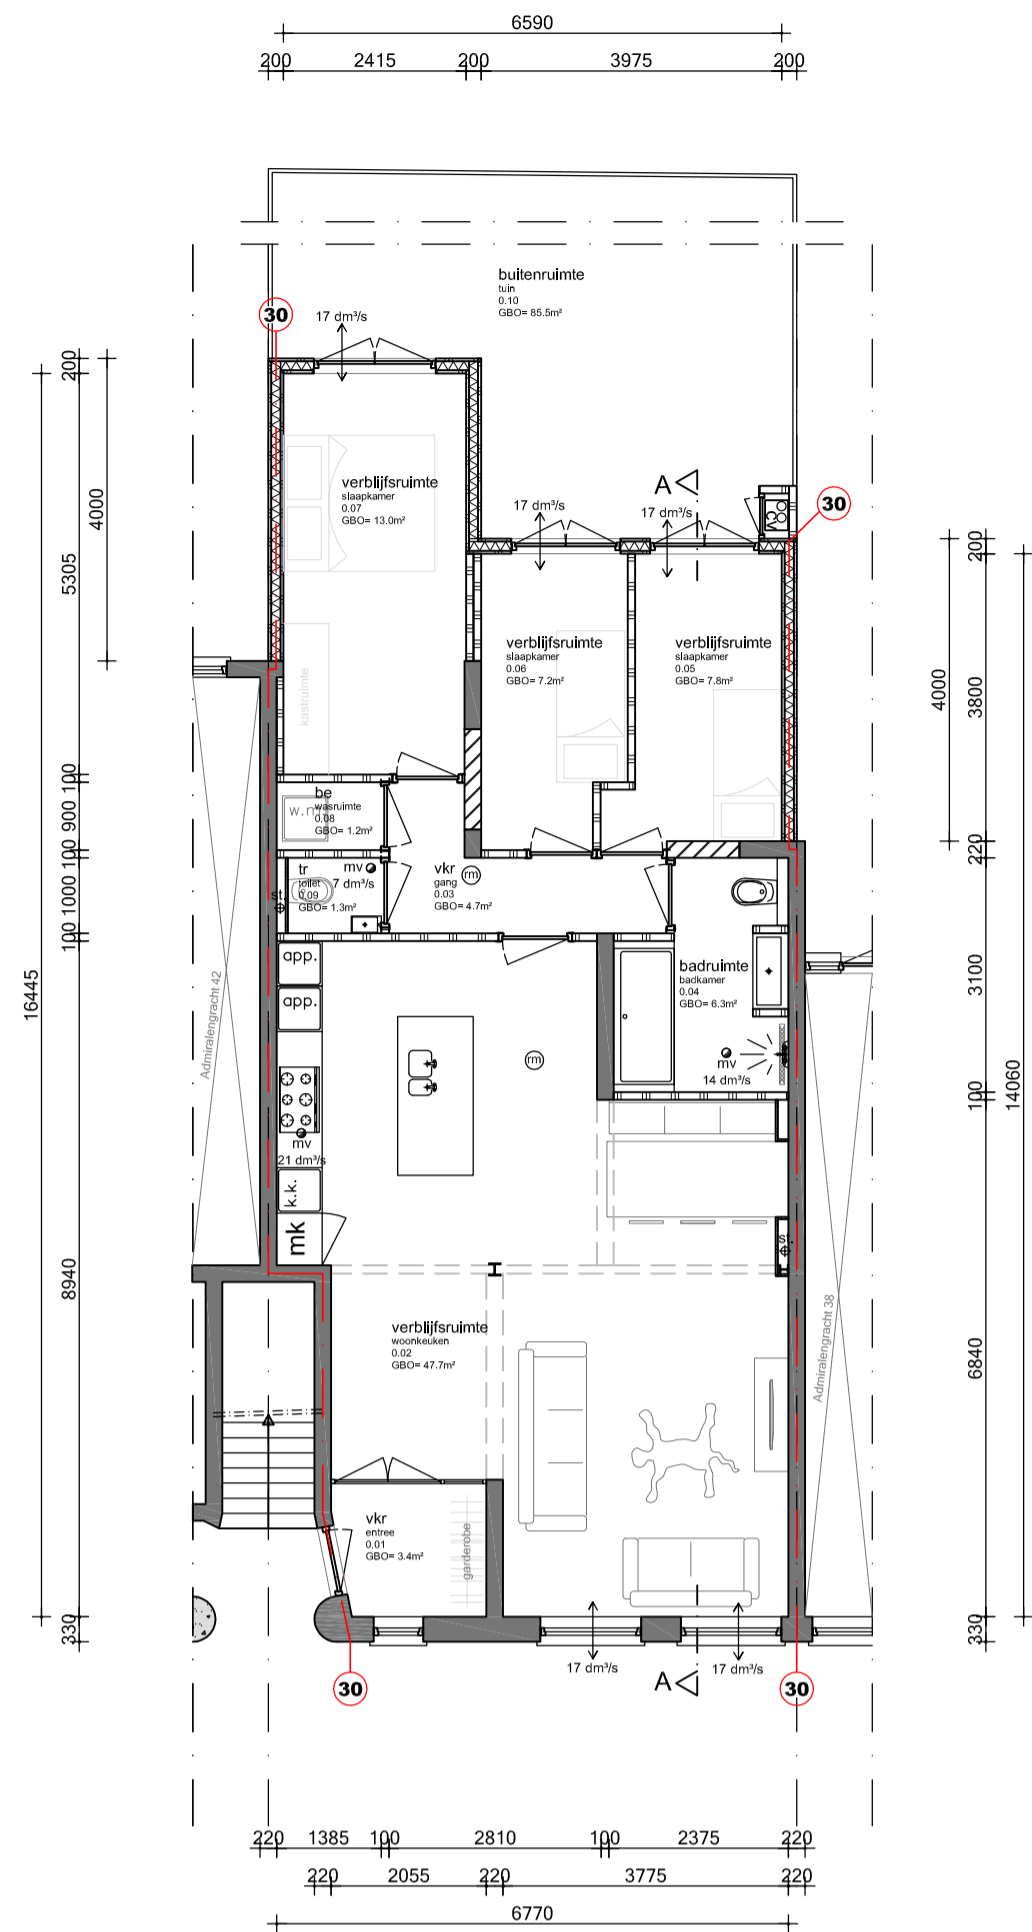 6590
200 2415 200 3975 200
buitenruimte
tuin
0.10
GBO= 85.5m²
30
17 dm³/s
200
4000
5305
verblijfsruimte
slaapkamer
0.07
GBO= 13.0m²
kastruimte
A
17 dm³/s
17 dm³/s
CV
30
200
verblijfsruimte
slaapkamer
0.06
GBO= 7.2m²
verblijfsruimte
slaapkamer
0.05
GBO= 7.8m²
4000
3800
100
900
100
1000
100
be
wasruimte
0.08
GBO= 1.2m²
w.m.
tr
toilet
0.09
GBO= 1.3m²
mv
7 dm³/s
st.
vkr
gang
0.03
GBO= 4.7m²
rm
220
badruimte
badkamer
0.04
GBO= 6.3m²
mv
14 dm³/s
3100
100
14060
16445
Admiralengracht 42
app.
app.
rm
mv
21 dm³/s
k.k.
mk
st.
8940
verblijfsruimte
woonkeuken
0.02
GBO= 47.7m²
Admiralengracht 38
6840
vkr
entree
0.01
GBO= 3.4m²
garderobe
330
330
17 dm³/s
17 dm³/s
A
30
30
220 1385 100 2810 100 2375 220
220 2055 220 3775 220
6770